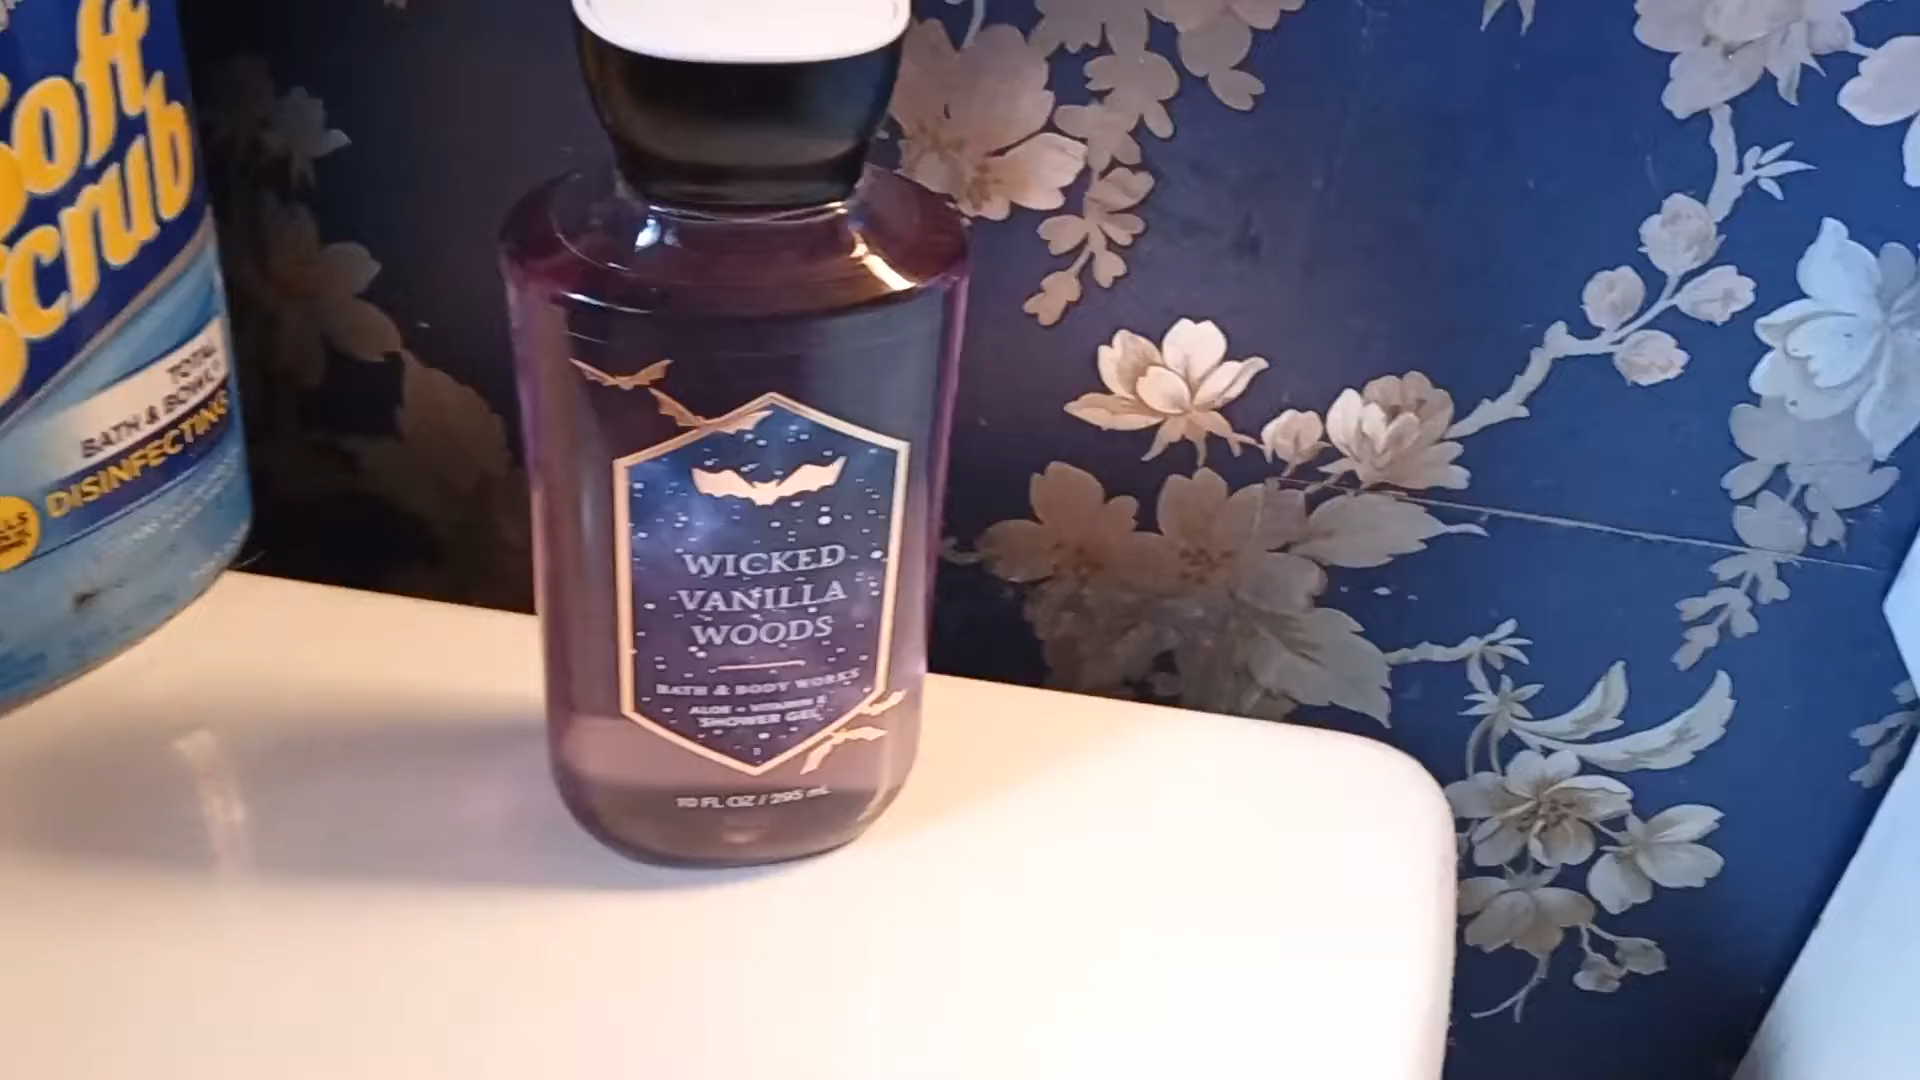 Soft
Scrub
TOTAL
BATH & BOWL
DISINFECTING
WICKED
VANILLA
WOODS
BATH & BODY WORKS
ALOE + VITAMIN E
SHOWER GEL
10 FL OZ / 295 mL